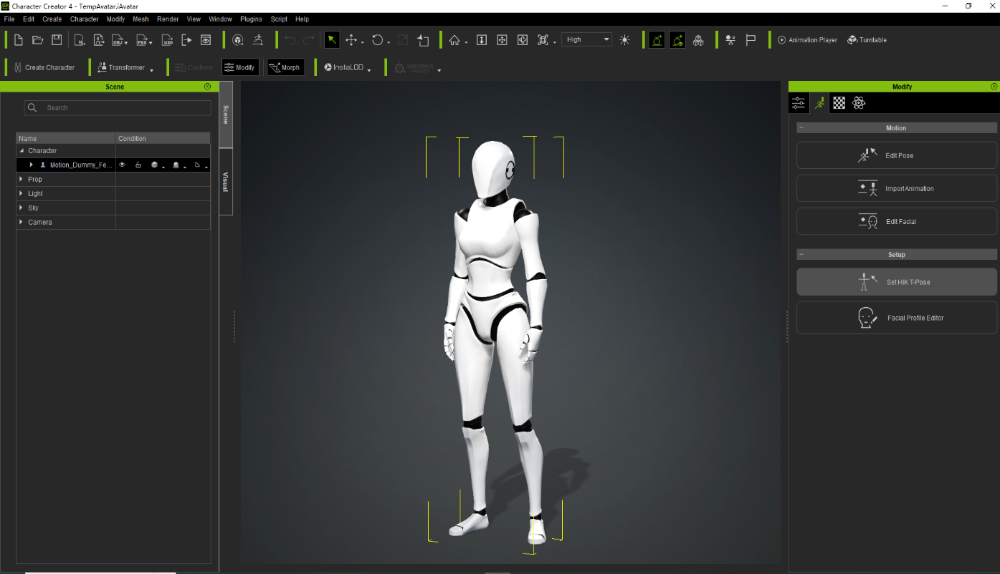 Character Creator 4 - TempAvatar.iAvatar
File Edit Create Character Modify Mesh Render View Window Plugins Script Help
OBJ FBX USD High Animation Player Turntable
Create Character Transformer Conform Modify Morph InstaLOD SUBSTANCE PAINTER
Scene
Search
Name Condition
Character
Motion_Dummy_Fe...
Prop
Light
Sky
Camera
Scene
Visual
Modify
Motion
Edit Pose
Import Animation
Edit Facial
Setup
Set HIK T-Pose
Facial Profile Editor